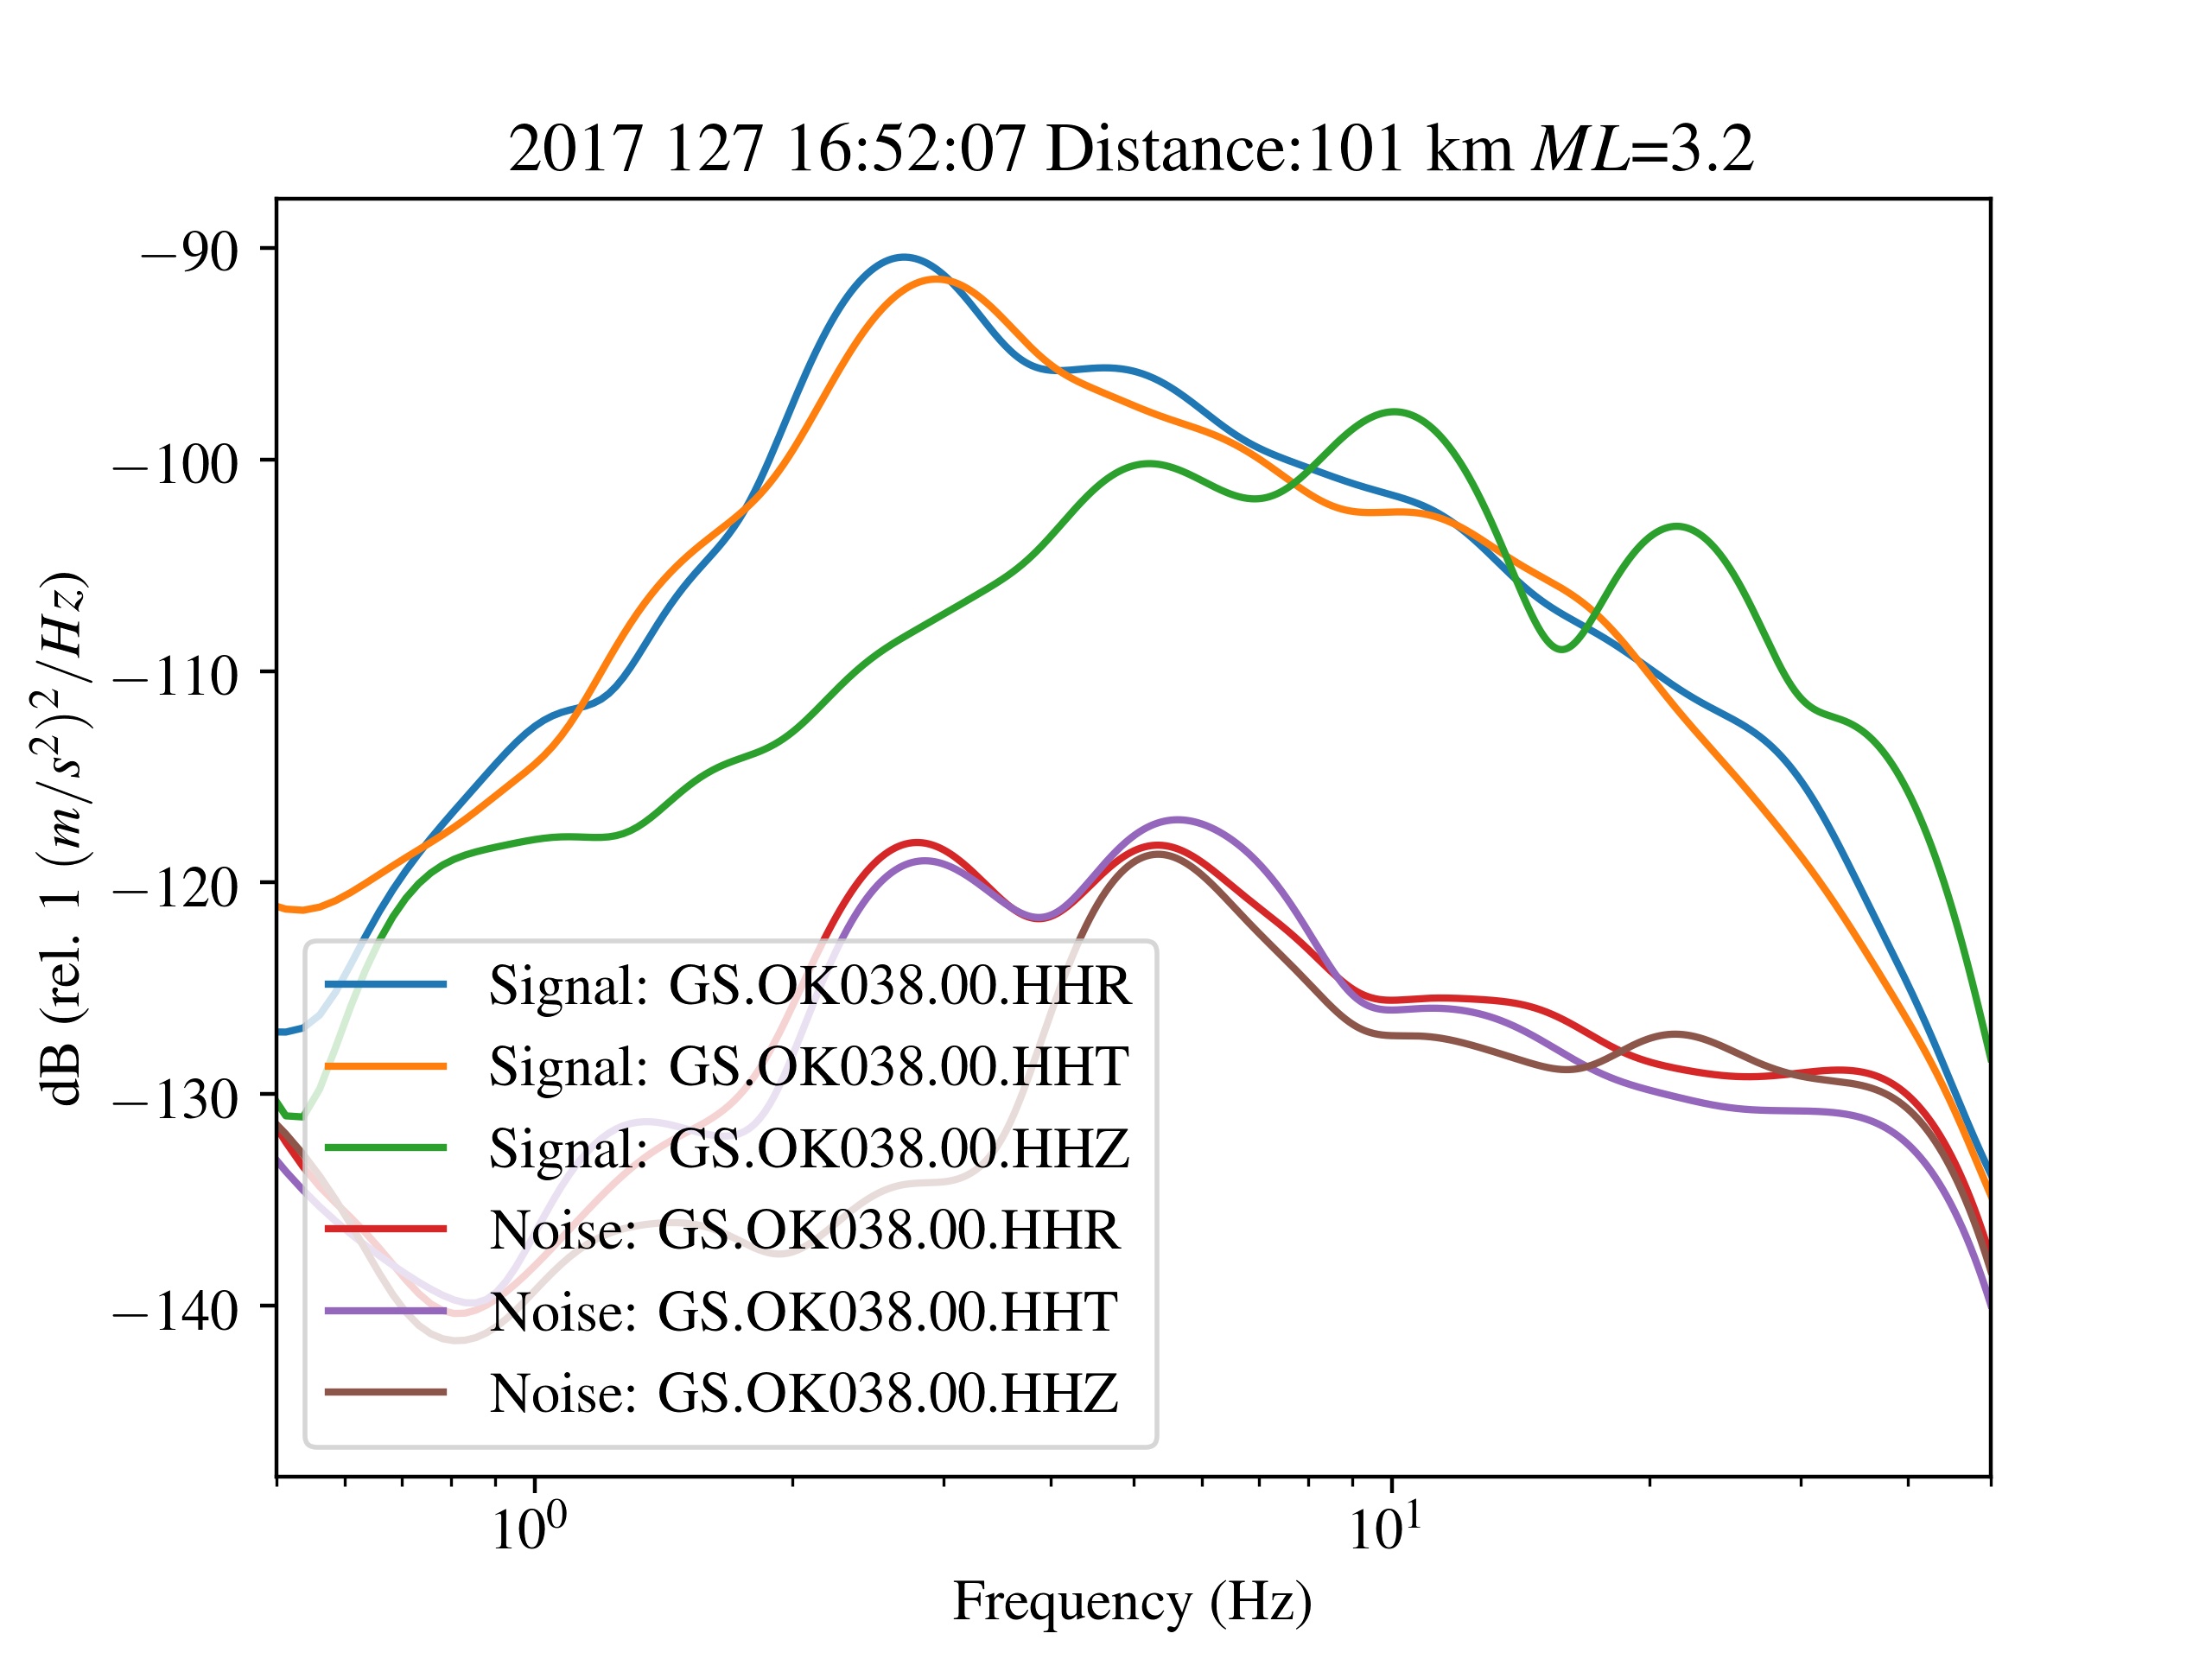 2017 127 16:52:07 Distance:101 km ML=3.2
dB (rel. 1 (m/s²)²/Hz)
−90
−100
−110
−120
−130
−140
Signal: GS.OK038.00.HHR
Signal: GS.OK038.00.HHT
Signal: GS.OK038.00.HHZ
Noise: GS.OK038.00.HHR
Noise: GS.OK038.00.HHT
Noise: GS.OK038.00.HHZ
10⁰ 10¹
Frequency (Hz)